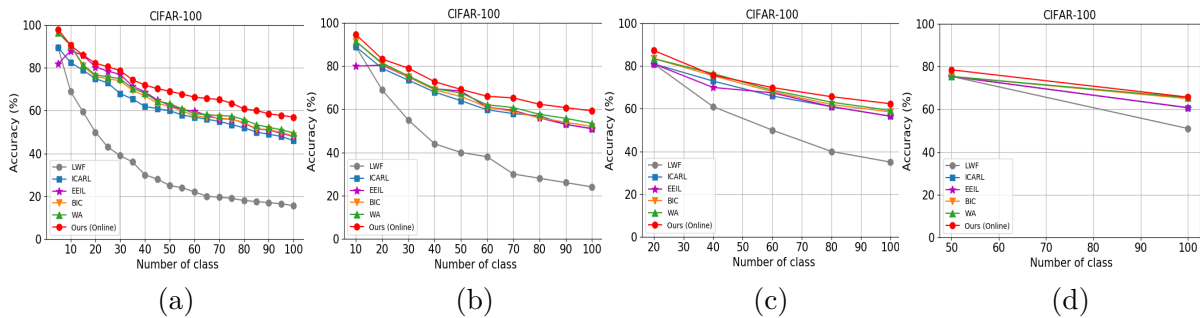 CIFAR-100
Accuracy (%)
100
80
60
40
20
0
LWF
ICARL
EEIL
BIC
WA
Ours (Online)
10 20 30 40 50 60 70 80 90 100
Number of class
(a)
CIFAR-100
Accuracy (%)
100
80
60
40
20
0
LWF
ICARL
EEIL
BIC
WA
Ours (Online)
10 20 30 40 50 60 70 80 90 100
Number of class
(b)
CIFAR-100
Accuracy (%)
100
80
60
40
20
0
LWF
ICARL
EEIL
BIC
WA
Ours (Online)
20 30 40 50 60 70 80 90 100
Number of class
(c)
CIFAR-100
Accuracy (%)
100
80
60
40
20
0
LWF
ICARL
EEIL
BIC
WA
Ours (Online)
50 60 70 80 90 100
Number of class
(d)